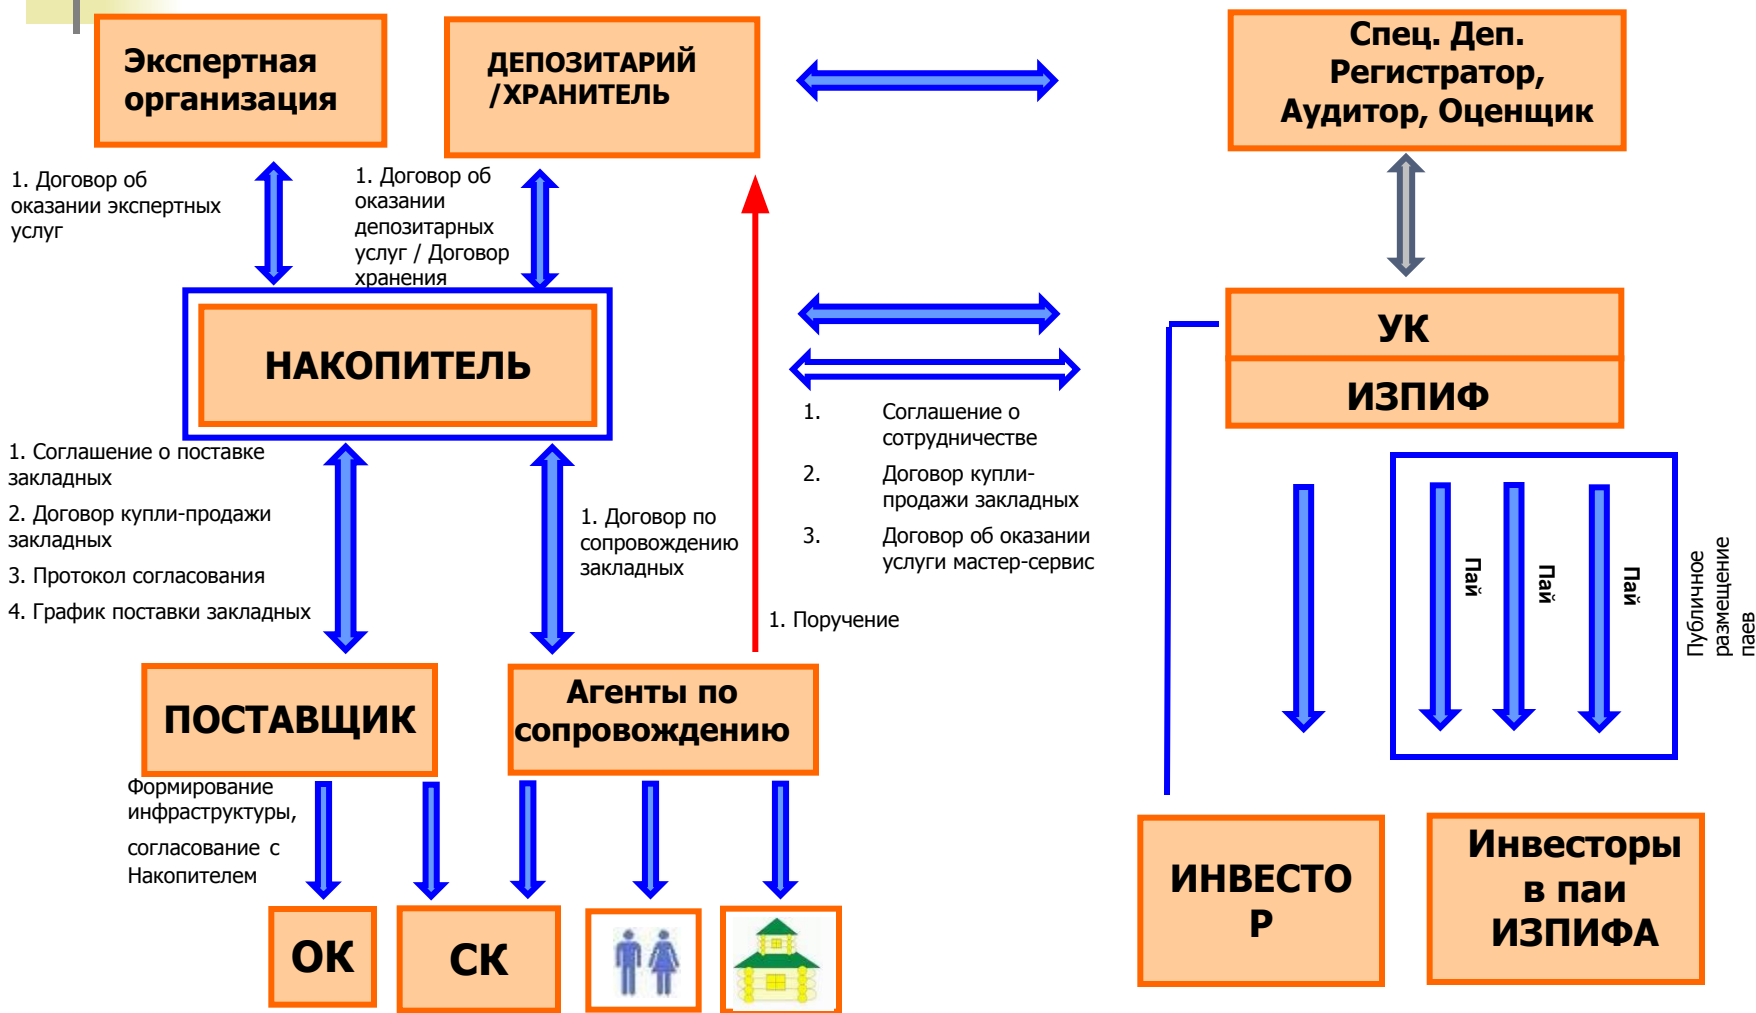 Экспертная
организация
ДЕПОЗИТАРИЙ
/ХРАНИТЕЛЬ
Спец. Деп.
Регистратор,
Аудитор, Оценщик
1. Договор об
оказании экспертных
услуг
1. Договор об
оказании
депозитарных
услуг / Договор
хранения
НАКОПИТЕЛЬ
УК
ИЗПИФ
1. Соглашение о
сотрудничестве
2. Договор купли-
продажи закладных
3. Договор об оказании
услуги мастер-сервис
1. Соглашение о поставке
закладных
2. Договор купли-продажи
закладных
3. Протокол согласования
4. График поставки закладных
1. Договор по
сопровождению
закладных
1. Поручение
Пай
Пай
Пай
Публичное
размещение
паев
ПОСТАВЩИК
Агенты по
сопровождению
Формирование
инфраструктуры,
согласование с
Накопителем
ОК
СК
ИНВЕСТО
Р
Инвесторы
в паи
ИЗПИФА